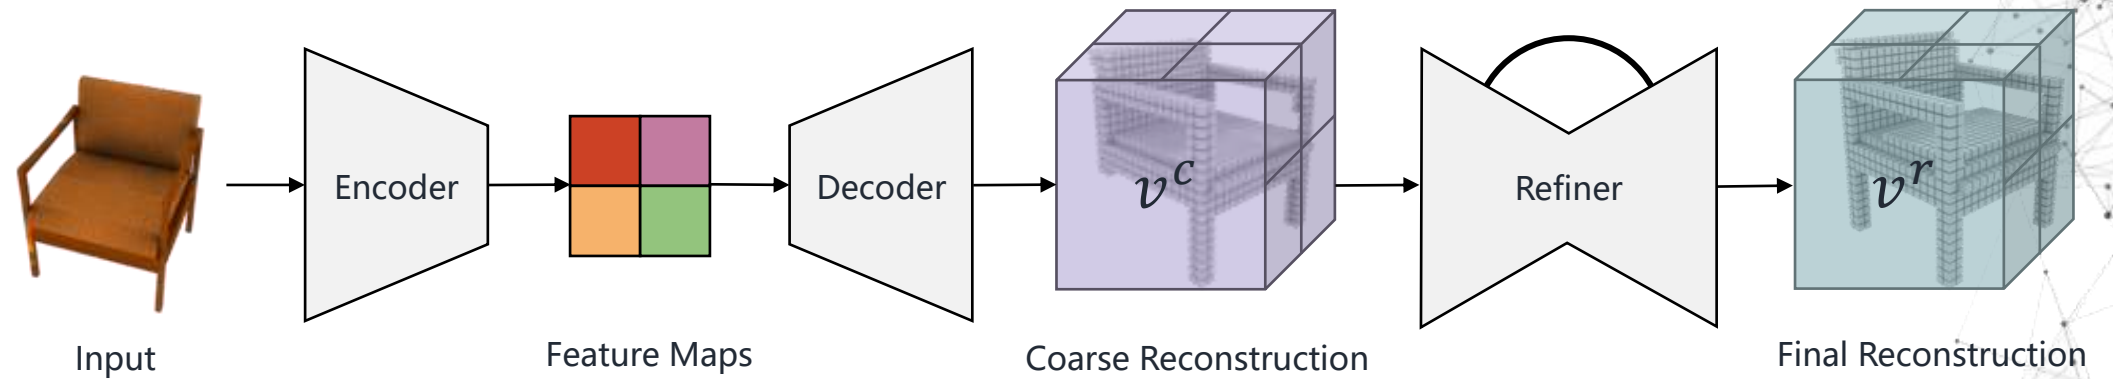 Encoder
Decoder
v^c
Refiner
v^r
Input
Feature Maps
Coarse Reconstruction
Final Reconstruction